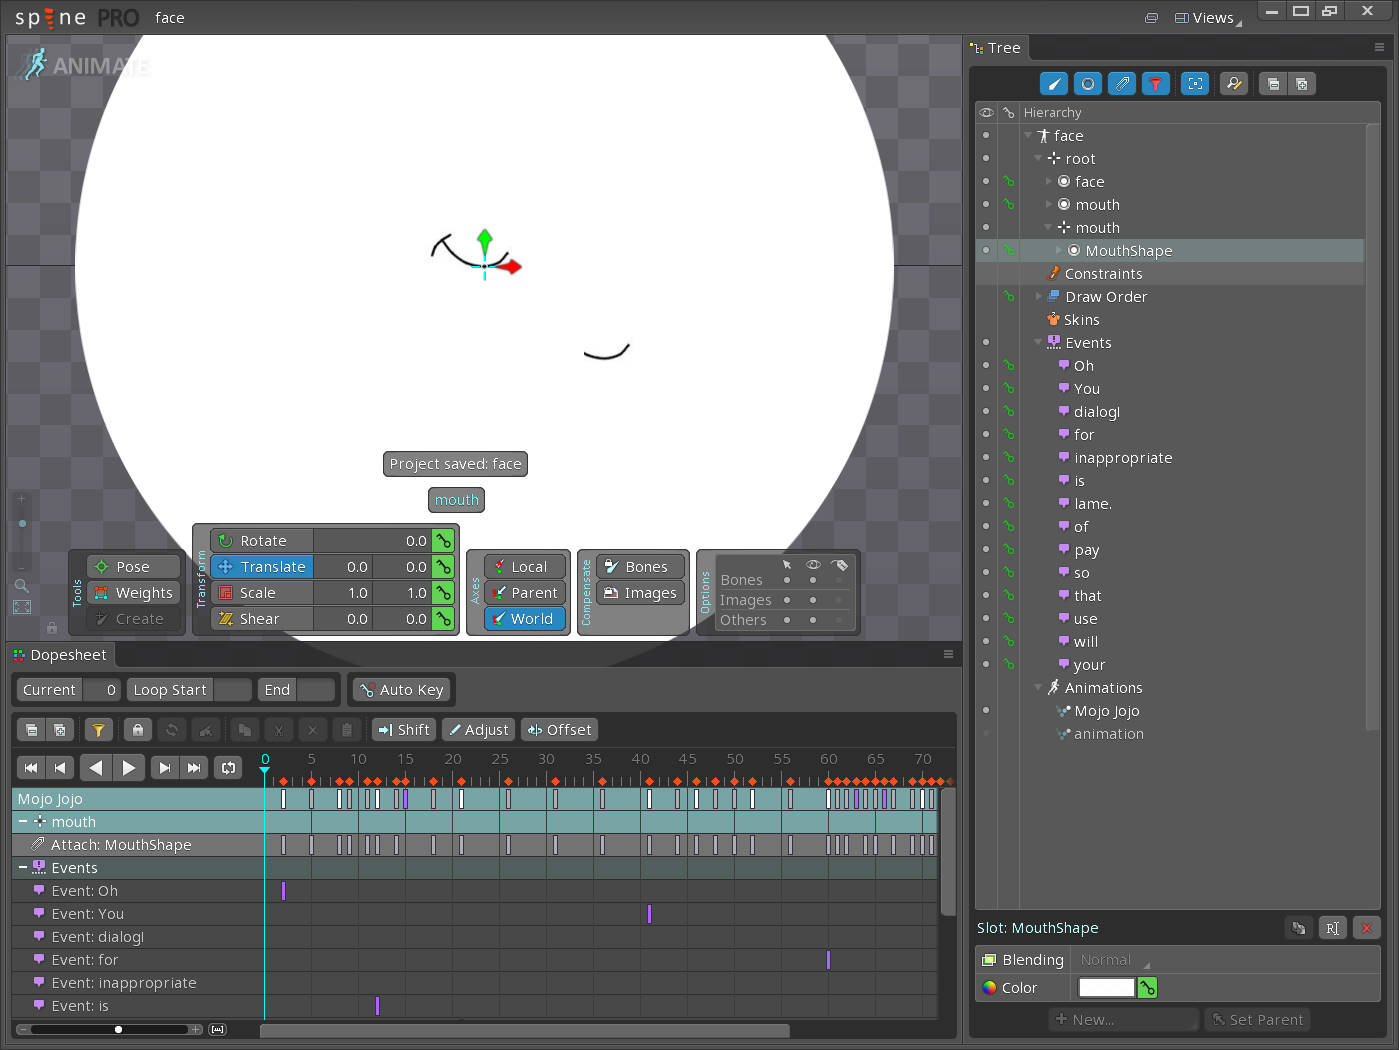 spine PRO face
Views
ANIMATE
Project saved: face
mouth
Tools
Pose
Weights
Create
Transform
Rotate 0.0
Translate 0.0 0.0
Scale 1.0 1.0
Shear 0.0 0.0
Axes
Local
Parent
World
Compensate
Bones
Images
Options
Bones
Images
Others
Tree
Hierarchy
face
root
face
mouth
mouth
MouthShape
Constraints
Draw Order
Skins
Events
Oh
You
dialogl
for
inappropriate
is
lame.
of
pay
so
that
use
will
your
Animations
Mojo Jojo
animation
Slot: MouthShape
Blending Normal
Color
+ New...
Set Parent
Dopesheet
Current 0 Loop Start End Auto Key
Shift Adjust Offset
0 5 10 15 20 25 30 35 40 45 50 55 60 65 70
Mojo Jojo
mouth
Attach: MouthShape
Events
Event: Oh
Event: You
Event: dialogl
Event: for
Event: inappropriate
Event: is